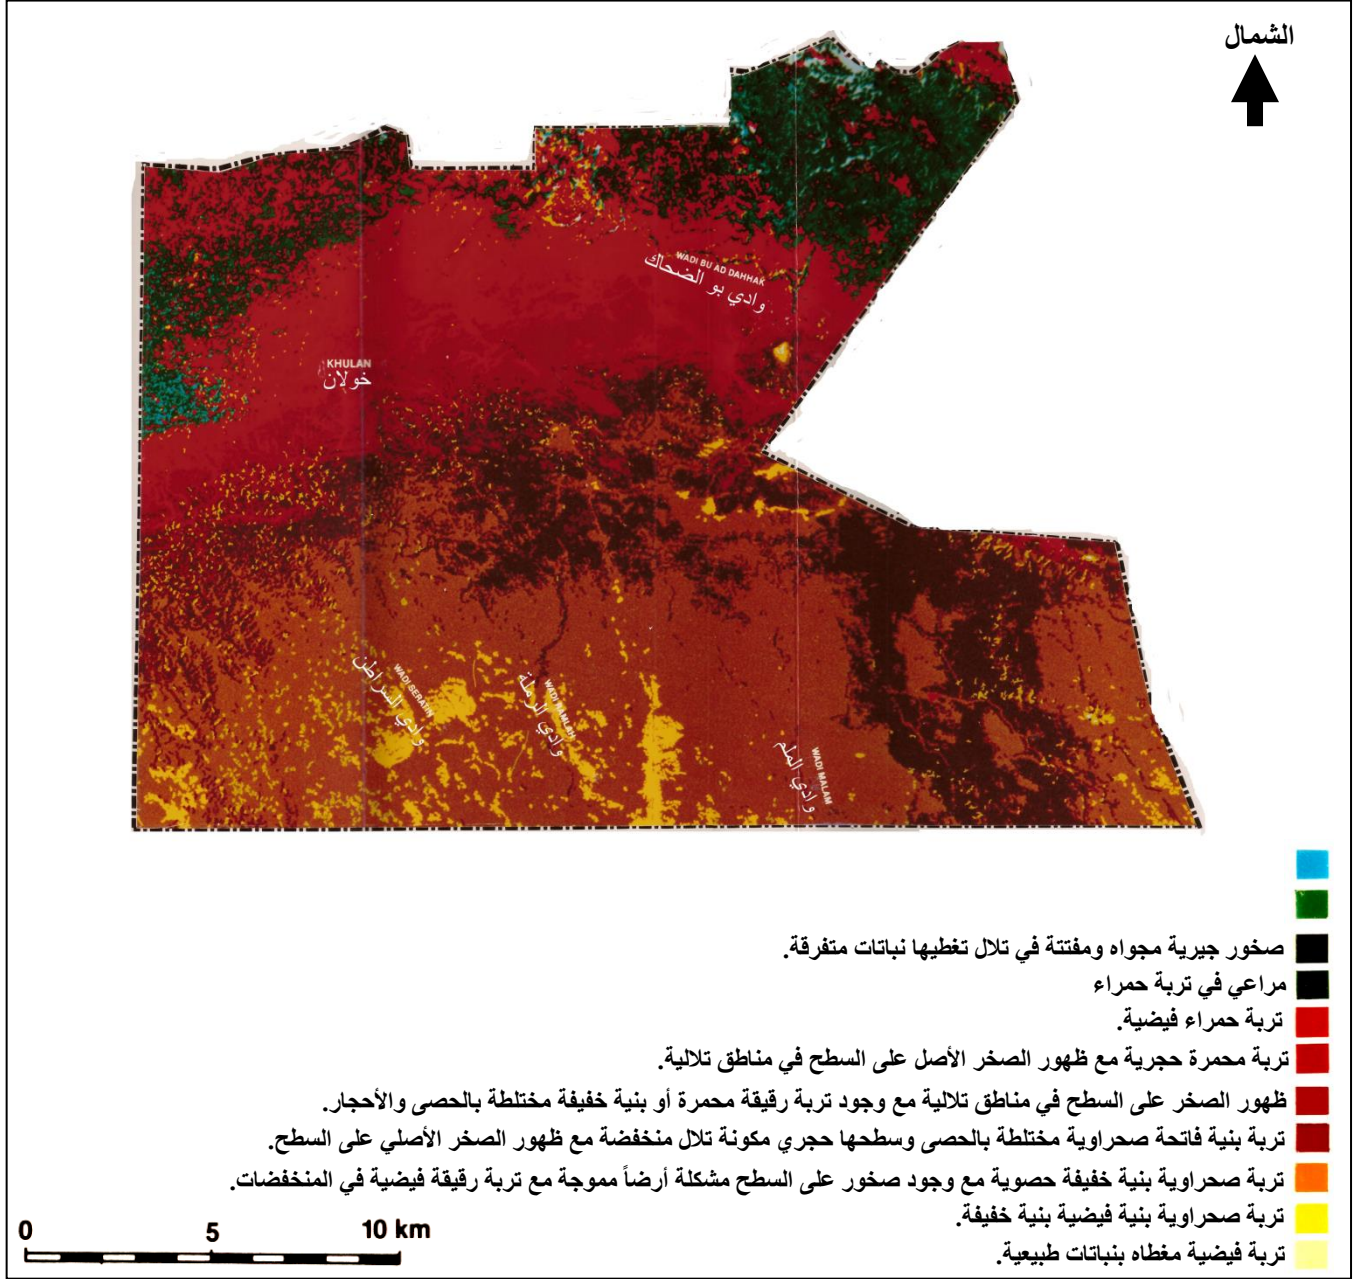 الشمال
WADI BU AD DAHHAK
وادي بو الضحاك
KHULAN
خولان
WADI SERATIN
وادي السراطن
WADI RAMLAH
وادي الرملة
WADI MALAM
وادي الملم
صخور جيرية مجواه ومفتتة في تلال تغطيها نباتات متفرقة.
مراعي في تربة حمراء
تربة حمراء فيضية.
تربة محمرة حجرية مع ظهور الصخر الأصل على السطح في مناطق تلالية.
ظهور الصخر على السطح في مناطق تلالية مع وجود تربة رقيقة محمرة أو بنية خفيفة مختلطة بالحصى والأحجار.
تربة بنية فاتحة صحراوية مختلطة بالحصى وسطحها حجري مكونة تلال منخفضة مع ظهور الصخر الأصلي على السطح.
تربة صحراوية بنية خفيفة حصوية مع وجود صخور على السطح مشكلة أرضاً مموجة مع تربة رقيقة فيضية في المنخفضات.
تربة صحراوية بنية فيضية بنية خفيفة.
تربة فيضية مغطاه بنباتات طبيعية.
0 5 10 km